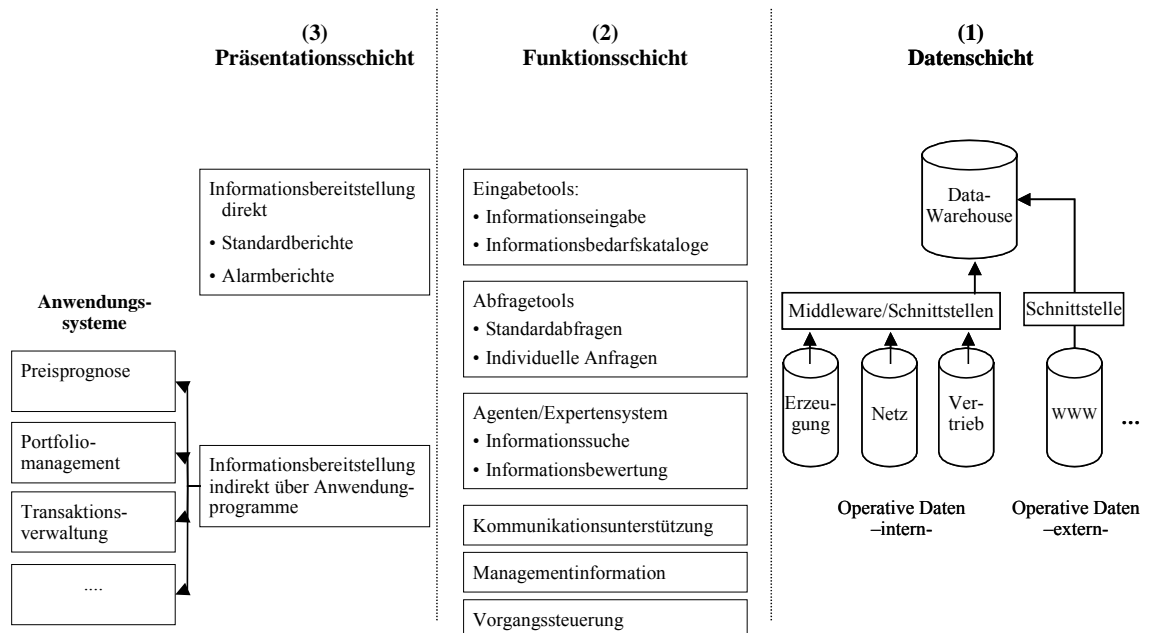 (3)
Präsentationsschicht
(2)
Funktionsschicht
(1)
Datenschicht
Informationsbereitstellung
direkt
• Standardberichte
• Alarmberichte
Anwendungs-
systeme
Preisprognose
Portfolio-
management
Transaktions-
verwaltung
....
Informationsbereitstellung
indirekt über Anwendung-
programme
Eingabetools:
• Informationseingabe
• Informationsbedarfskataloge
Abfragetools
• Standardabfragen
• Individuelle Anfragen
Agenten/Expertensystem
• Informationssuche
• Informationsbewertung
Kommunikationsunterstützung
Managementinformation
Vorgangssteuerung
Data-
Warehouse
Middleware/Schnittstellen
Schnittstelle
Erzeu-
gung
Netz
Ver-
trieb
WWW
...
Operative Daten
–intern-
Operative Daten
–extern-